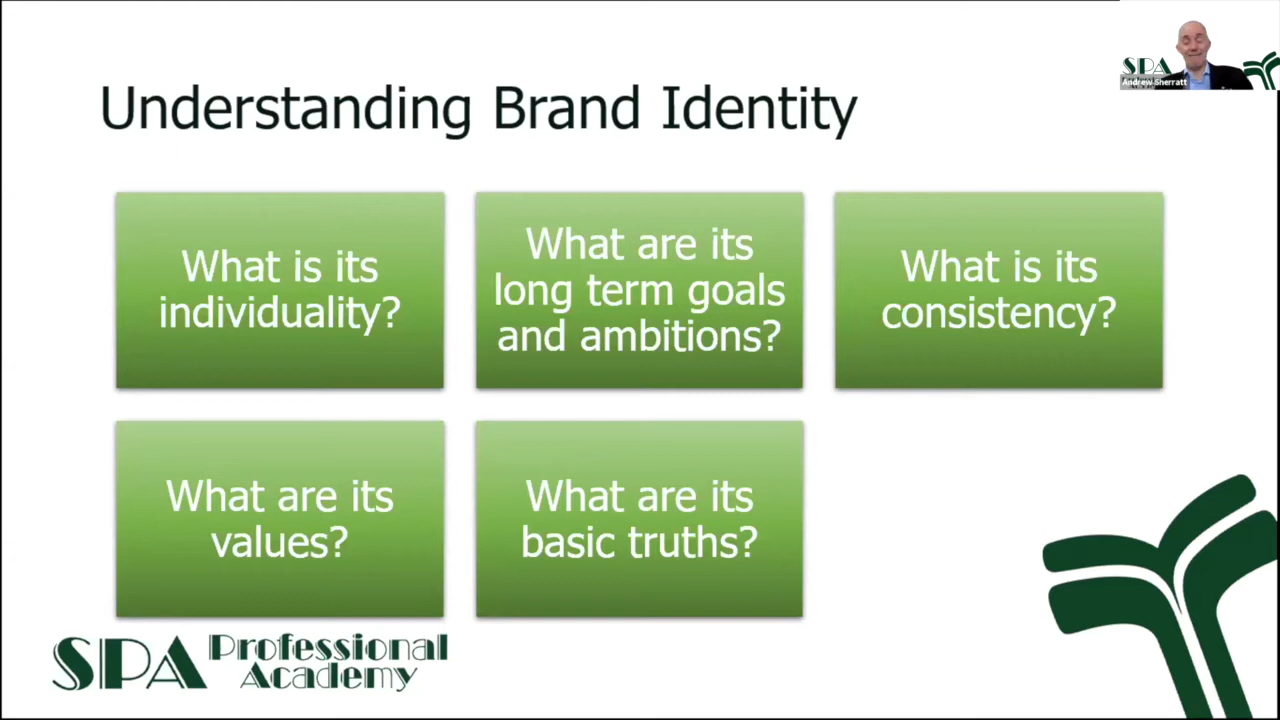 SPA
Andrew Sherratt
Understanding Brand Identity
What is its
individuality?
What are its
long term goals
and ambitions?
What is its
consistency?
What are its
values?
What are its
basic truths?
SPA Professional
Academy